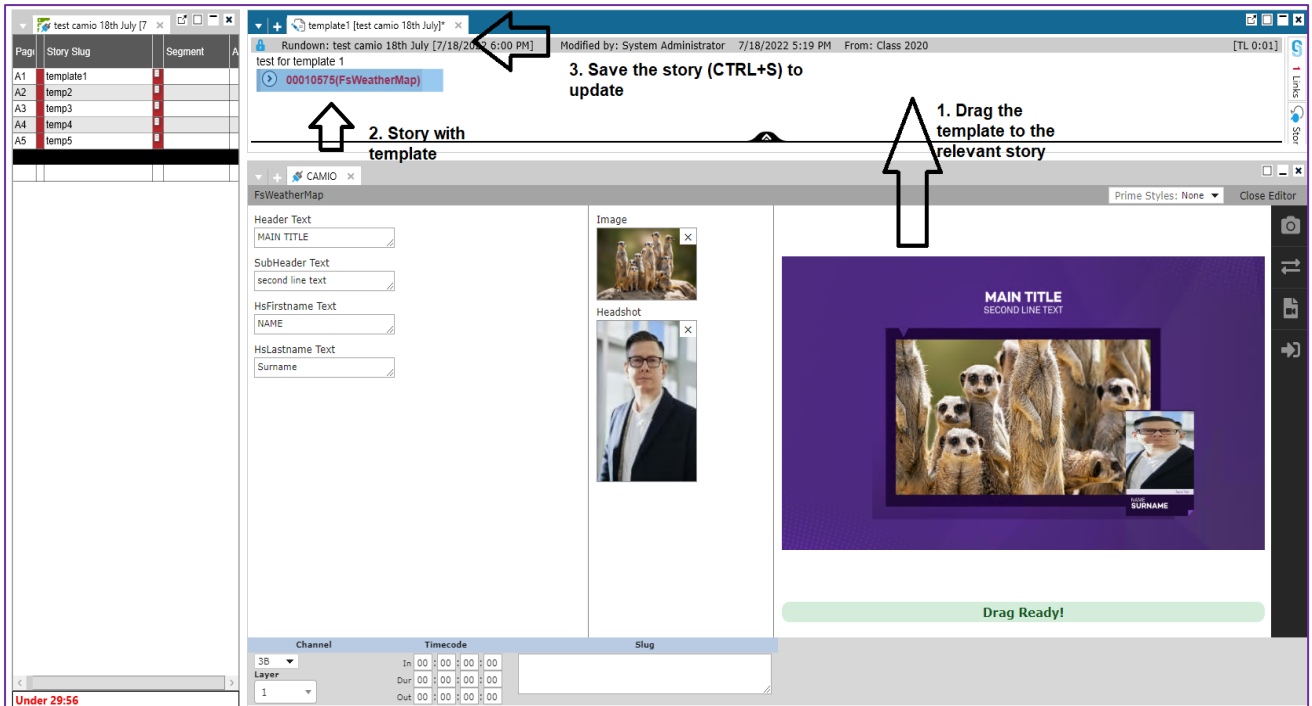 test camio 18th July [7
Page
Story Slug
Segment
A
A1 template1
A2 temp2
A3 temp3
A4 temp4
A5 temp5
Under 29:56
template1 [test camio 18th July]*
Rundown: test camio 18th July [7/18/2022 6:00 PM] Modified by: System Administrator 7/18/2022 5:19 PM From: Class 2020 [TL 0:01]
test for template 1
00010575(FsWeatherMap)
3. Save the story (CTRL+S) to
update
2. Story with
template
1. Drag the
template to the
relevant story
1 Links
Stor
CAMIO
FsWeatherMap
Prime Styles: None
Close Editor
Header Text
MAIN TITLE
SubHeader Text
second line text
HsFirstname Text
NAME
HsLastname Text
Surname
Image
Headshot
MAIN TITLE
SECOND LINE TEXT
NAME
SURNAME
Drag Ready!
Channel Timecode Slug
3B
Layer
1
In 00 : 00 : 00 : 00
Dur 00 : 00 : 00 : 00
Out 00 : 00 : 00 : 00